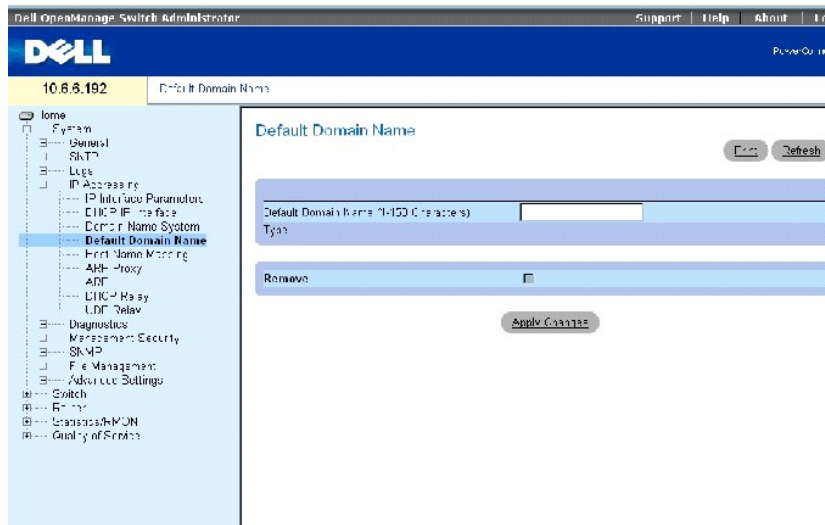 Dell OpenManage Switch Administrator
Support | Help | About |
DELL
10.6.6.192
Default Domain Name
Home
System
General
SNTP
Logs
IP Addressing
IP Interface Parameters
DHCP IP Interface
Domain Name System
Default Domain Name
Host Name Mapping
ARP Proxy
ARP
DHCP Relay
UDP Relay
Diagnostics
Management Security
SNMP
File Management
Advanced Settings
Switch
Router
Statistics/RMON
Quality of Service
Default Domain Name
Print Refresh
Default Domain Name (1-158 Characters)
Type
Remove
Apply Changes